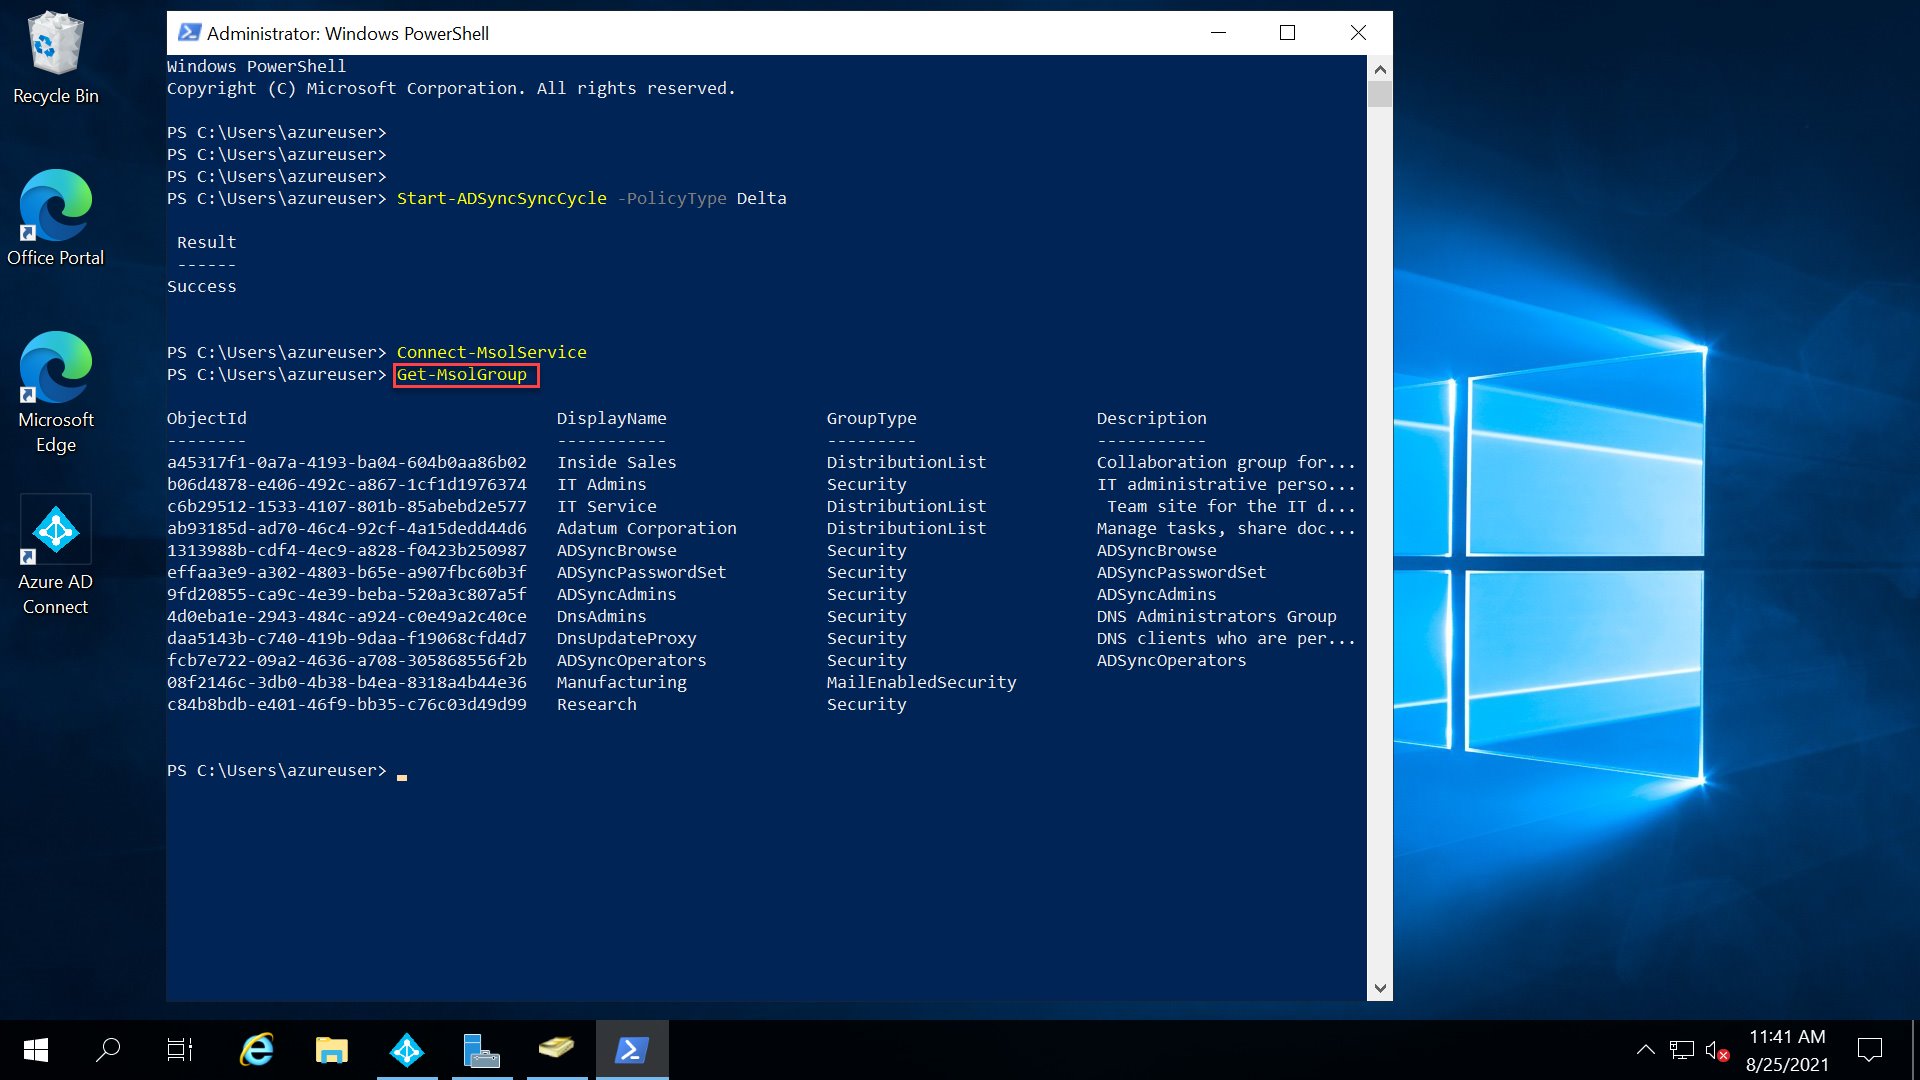 Recycle Bin
Office Portal
Microsoft
Edge
Azure AD
Connect
Administrator: Windows PowerShell
Windows PowerShell
Copyright (C) Microsoft Corporation. All rights reserved.
PS C:\Users\azureuser>
PS C:\Users\azureuser>
PS C:\Users\azureuser>
PS C:\Users\azureuser> Start-ADSyncSyncCycle -PolicyType Delta
Result
------
Success
PS C:\Users\azureuser> Connect-MsolService
PS C:\Users\azureuser> Get-MsolGroup
ObjectId DisplayName GroupType Description
-------- ----------- --------- -----------
a45317f1-0a7a-4193-ba04-604b0aa86b02 Inside Sales DistributionList Collaboration group for...
b06d4878-e406-492c-a867-1cf1d1976374 IT Admins Security IT administrative perso...
c6b29512-1533-4107-801b-85abebd2e577 IT Service DistributionList Team site for the IT d...
ab93185d-ad70-46c4-92cf-4a15dedd44d6 Adatum Corporation DistributionList Manage tasks, share doc...
1313988b-cdf4-4ec9-a828-f0423b250987 ADSyncBrowse Security ADSyncBrowse
effaa3e9-a302-4803-b65e-a907fbc60b3f ADSyncPasswordSet Security ADSyncPasswordSet
9fd20855-ca9c-4e39-beba-520a3c807a5f ADSyncAdmins Security ADSyncAdmins
4d0eba1e-2943-484c-a924-c0e49a2c40ce DnsAdmins Security DNS Administrators Group
daa5143b-c740-419b-9daa-f19068cfd4d7 DnsUpdateProxy Security DNS clients who are per...
fcb7e722-09a2-4636-a708-305868556f2b ADSyncOperators Security ADSyncOperators
08f2146c-3db0-4b38-b4ea-8318a4b44e36 Manufacturing MailEnabledSecurity
c84b8bdb-e401-46f9-bb35-c76c03d49d99 Research Security
PS C:\Users\azureuser>
11:41 AM
8/25/2021